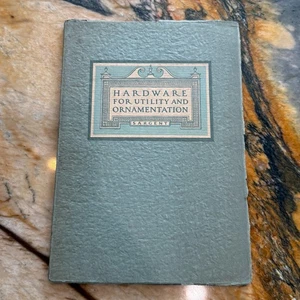 HARDWARE
FOR UTILITY AND
ORNAMENTATION
SARGENT